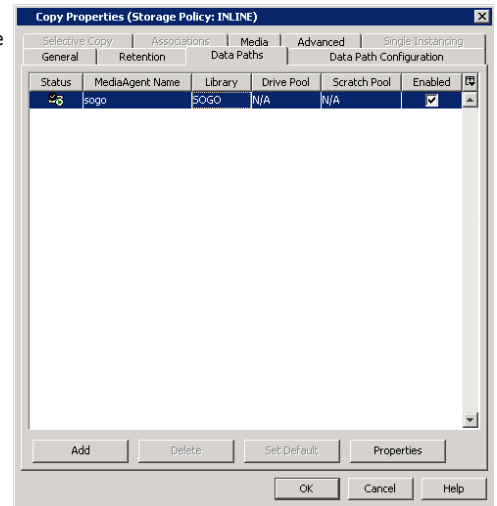 Copy Properties (Storage Policy: INLINE)
e
Selective Copy Associations Media Advanced Single Instancing
General Retention Data Paths Data Path Configuration
Status MediaAgent Name Library Drive Pool Scratch Pool Enabled
sogo SOGO N/A N/A
Add Delete Set Default Properties
OK Cancel Help